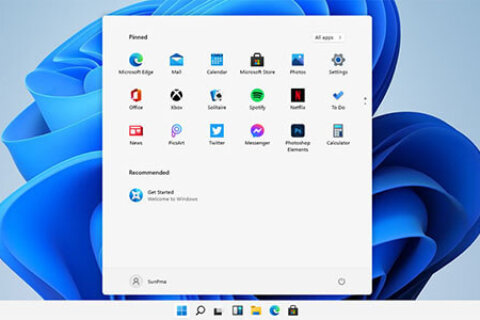 Pinned
All apps >
Microsoft Edge Mail Calendar Microsoft Store Photos Settings
Office Xbox Solitaire Spotify Netflix To Do
News PicsArt Twitter Messenger Photoshop Elements Calculator
Recommended
Get Started
Welcome to Windows
SunPma